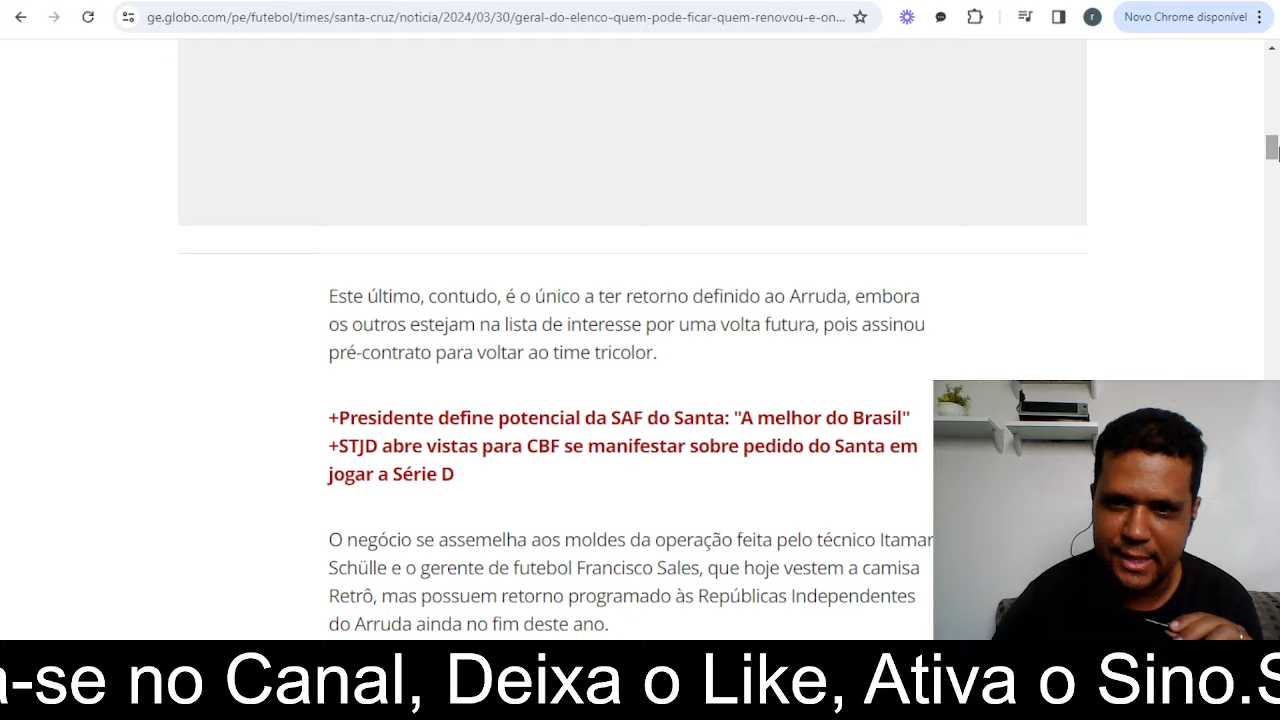 ge.globo.com/pe/futebol/times/santa-cruz/noticia/2024/03/30/geral-do-elenco-quem-pode-ficar-quem-renovou-e-on...
Novo Chrome disponível
r
Este último, contudo, é o único a ter retorno definido ao Arruda, embora
os outros estejam na lista de interesse por uma volta futura, pois assinou
pré-contrato para voltar ao time tricolor.
+Presidente define potencial da SAF do Santa: "A melhor do Brasil"
+STJD abre vistas para CBF se manifestar sobre pedido do Santa em
jogar a Série D
O negócio se assemelha aos moldes da operação feita pelo técnico Itamar
Schülle e o gerente de futebol Francisco Sales, que hoje vestem a camisa
Retrô, mas possuem retorno programado às Repúblicas Independentes
do Arruda ainda no fim deste ano.
a-se no Canal, Deixa o Like, Ativa o Sino.S